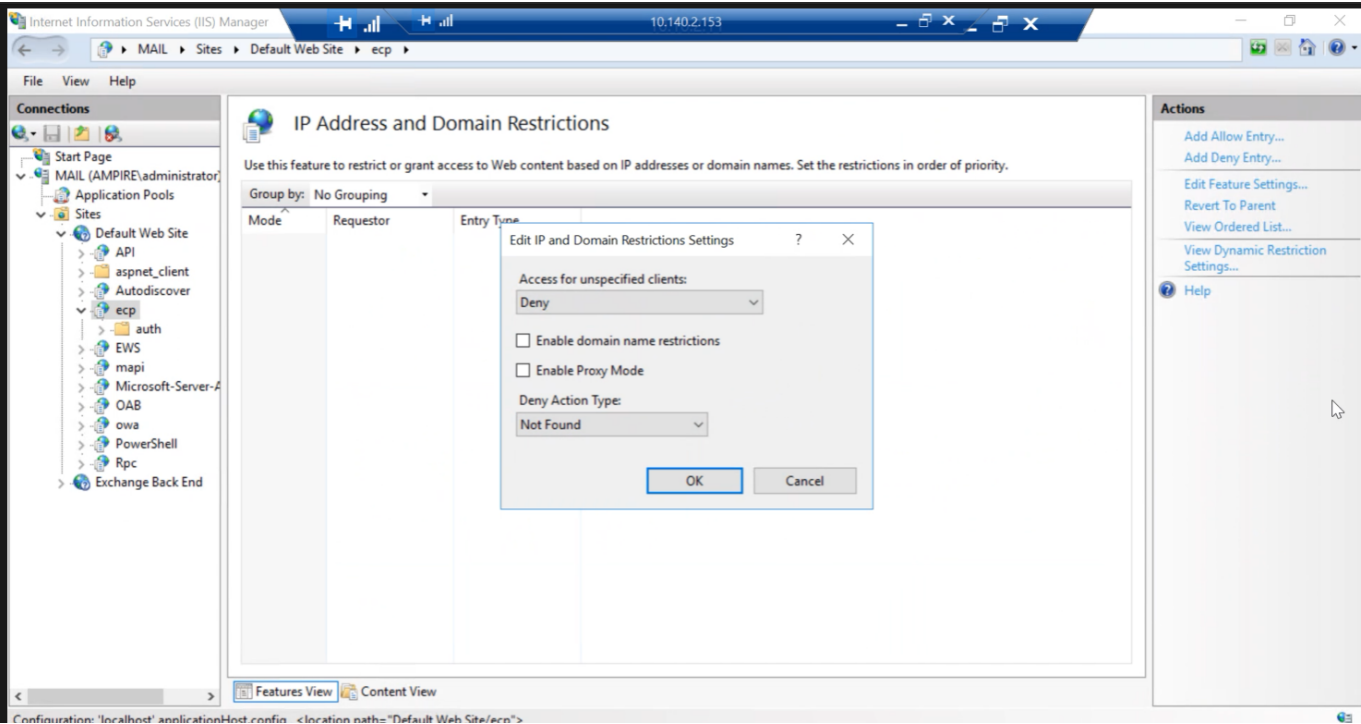 Internet Information Services (IIS) Manager
10.140.2.153
MAIL Sites Default Web Site ecp
File View Help
Connections
Start Page
MAIL (AMPIRE\administrator)
Application Pools
Sites
Default Web Site
API
aspnet_client
Autodiscover
ecp
auth
EWS
mapi
Microsoft-Server-A
OAB
owa
PowerShell
Rpc
Exchange Back End
IP Address and Domain Restrictions
Use this feature to restrict or grant access to Web content based on IP addresses or domain names. Set the restrictions in order of priority.
Group by: No Grouping
Mode Requestor Entry Type
Edit IP and Domain Restrictions Settings ?
Access for unspecified clients:
Deny
Enable domain name restrictions
Enable Proxy Mode
Deny Action Type:
Not Found
OK Cancel
Features View Content View
Actions
Add Allow Entry...
Add Deny Entry...
Edit Feature Settings...
Revert To Parent
View Ordered List...
View Dynamic Restriction
Settings...
Help
Configuration: 'localhost' applicationHost.config , <location path="Default Web Site/ecp">